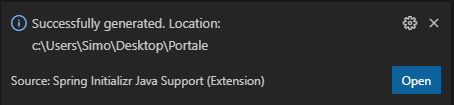 Successfully generated. Location:
c:\Users\Simo\Desktop\Portale
Source: Spring Initializr Java Support (Extension)
Open